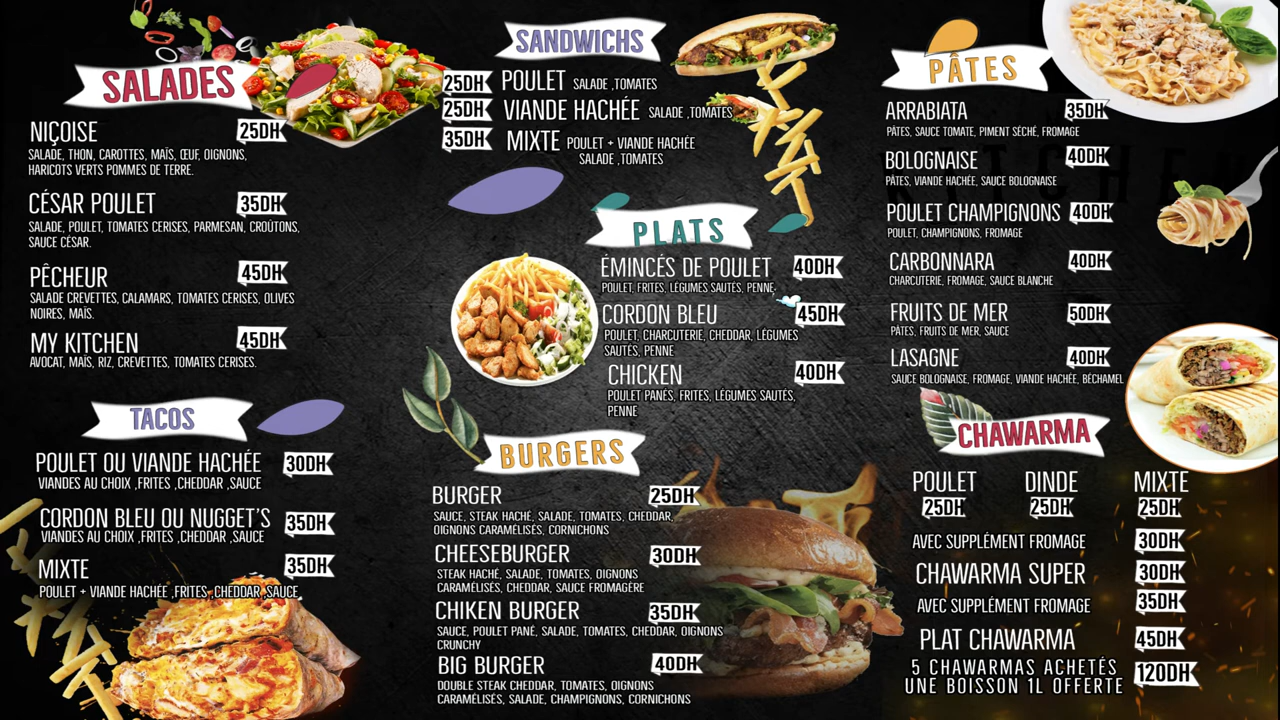 SALADES
NIÇOISE 25DH
SALADE, THON, CAROTTES, MAÏS, ŒUF, OIGNONS,
HARICOTS VERTS POMMES DE TERRE.
CÉSAR POULET 35DH
SALADE, POULET, TOMATES CERISES, PARMESAN, CROÛTONS,
SAUCE CÉSAR.
PÊCHEUR 45DH
SALADE CREVETTES, CALAMARS, TOMATES CERISES, OLIVES
NOIRES, MAÏS.
MY KITCHEN 45DH
AVOCAT, MAÏS, RIZ, CREVETTES, TOMATES CERISES.
TACOS
POULET OU VIANDE HACHÉE 30DH
VIANDES AU CHOIX ,FRITES ,CHEDDAR ,SAUCE
CORDON BLEU OU NUGGET'S 35DH
VIANDES AU CHOIX ,FRITES ,CHEDDAR ,SAUCE
MIXTE 35DH
POULET + VIANDE HACHÉE ,FRITES ,CHEDDAR ,SAUCE
SANDWICHS
25DH POULET SALADE ,TOMATES
25DH VIANDE HACHÉE SALADE ,TOMATES
35DH MIXTE POULET + VIANDE HACHÉE
SALADE ,TOMATES
PLATS
ÉMINCÉS DE POULET 40DH
POULET, FRITES, LÉGUMES SAUTÉS, PENNE
CORDON BLEU 45DH
POULET, CHARCUTERIE, CHEDDAR, LÉGUMES
SAUTÉS, PENNE
CHICKEN 40DH
POULET PANÉS, FRITES, LÉGUMES SAUTÉS,
PENNE
BURGERS
BURGER 25DH
SAUCE, STEAK HACHÉ, SALADE, TOMATES, CHEDDAR,
OIGNONS CARAMÉLISÉS, CORNICHONS
CHEESEBURGER 30DH
STEAK HACHÉ, SALADE, TOMATES, OIGNONS
CARAMÉLISÉS, CHEDDAR, SAUCE FROMAGÈRE
CHIKEN BURGER 35DH
SAUCE, POULET PANÉ, SALADE, TOMATES, CHEDDAR, OIGNONS
CRUNCHY
BIG BURGER 40DH
DOUBLE STEAK CHEDDAR, TOMATES, OIGNONS
CARAMÉLISÉS, SALADE, CHAMPIGNONS, CORNICHONS
PÂTES
ARRABIATA 35DH
PÂTES, SAUCE TOMATE, PIMENT SÉCHÉ, FROMAGE
BOLOGNAISE 40DH
PÂTES, VIANDE HACHÉE, SAUCE BOLOGNAISE
POULET CHAMPIGNONS 40DH
POULET, CHAMPIGNONS, FROMAGE
CARBONNARA 40DH
CHARCUTERIE, FROMAGE, SAUCE BLANCHE
FRUITS DE MER 50DH
PÂTES, FRUITS DE MER, SAUCE
LASAGNE 40DH
SAUCE BOLOGNAISE, FROMAGE, VIANDE HACHÉE, BÉCHAMEL
CHAWARMA
POULET DINDE MIXTE
25DH 25DH 25DH
AVEC SUPPLÉMENT FROMAGE 30DH
CHAWARMA SUPER 30DH
AVEC SUPPLÉMENT FROMAGE 35DH
PLAT CHAWARMA 45DH
5 CHAWARMAS ACHETÉS
UNE BOISSON 1L OFFERTE 120DH